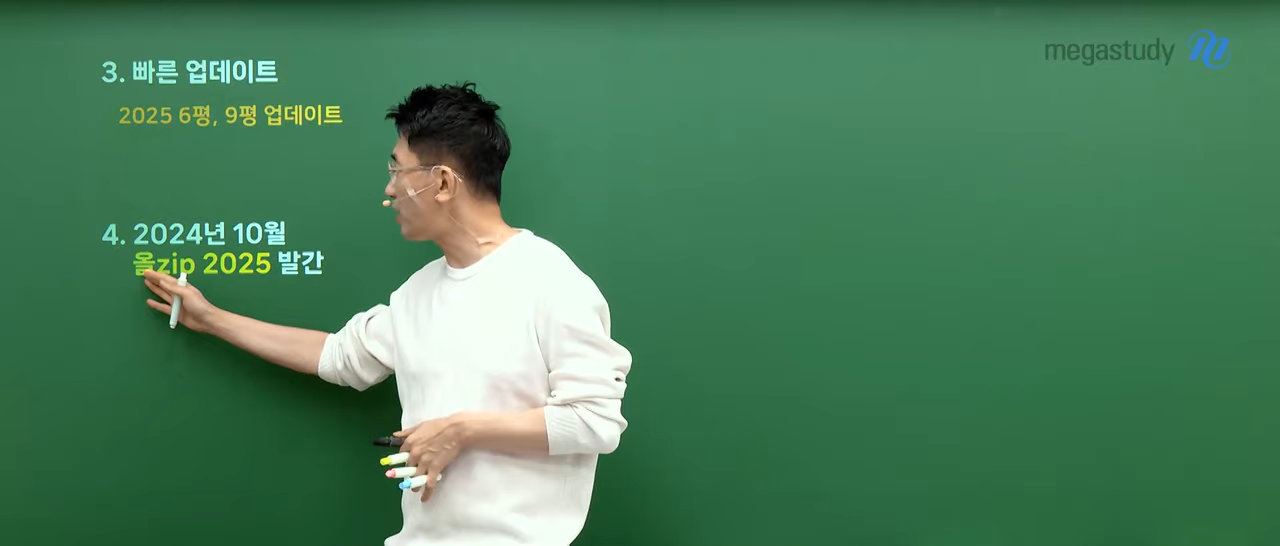 3. 빠른 업데이트
2025 6평, 9평 업데이트
4. 2024년 10월
옴zip 2025 발간
megastudy